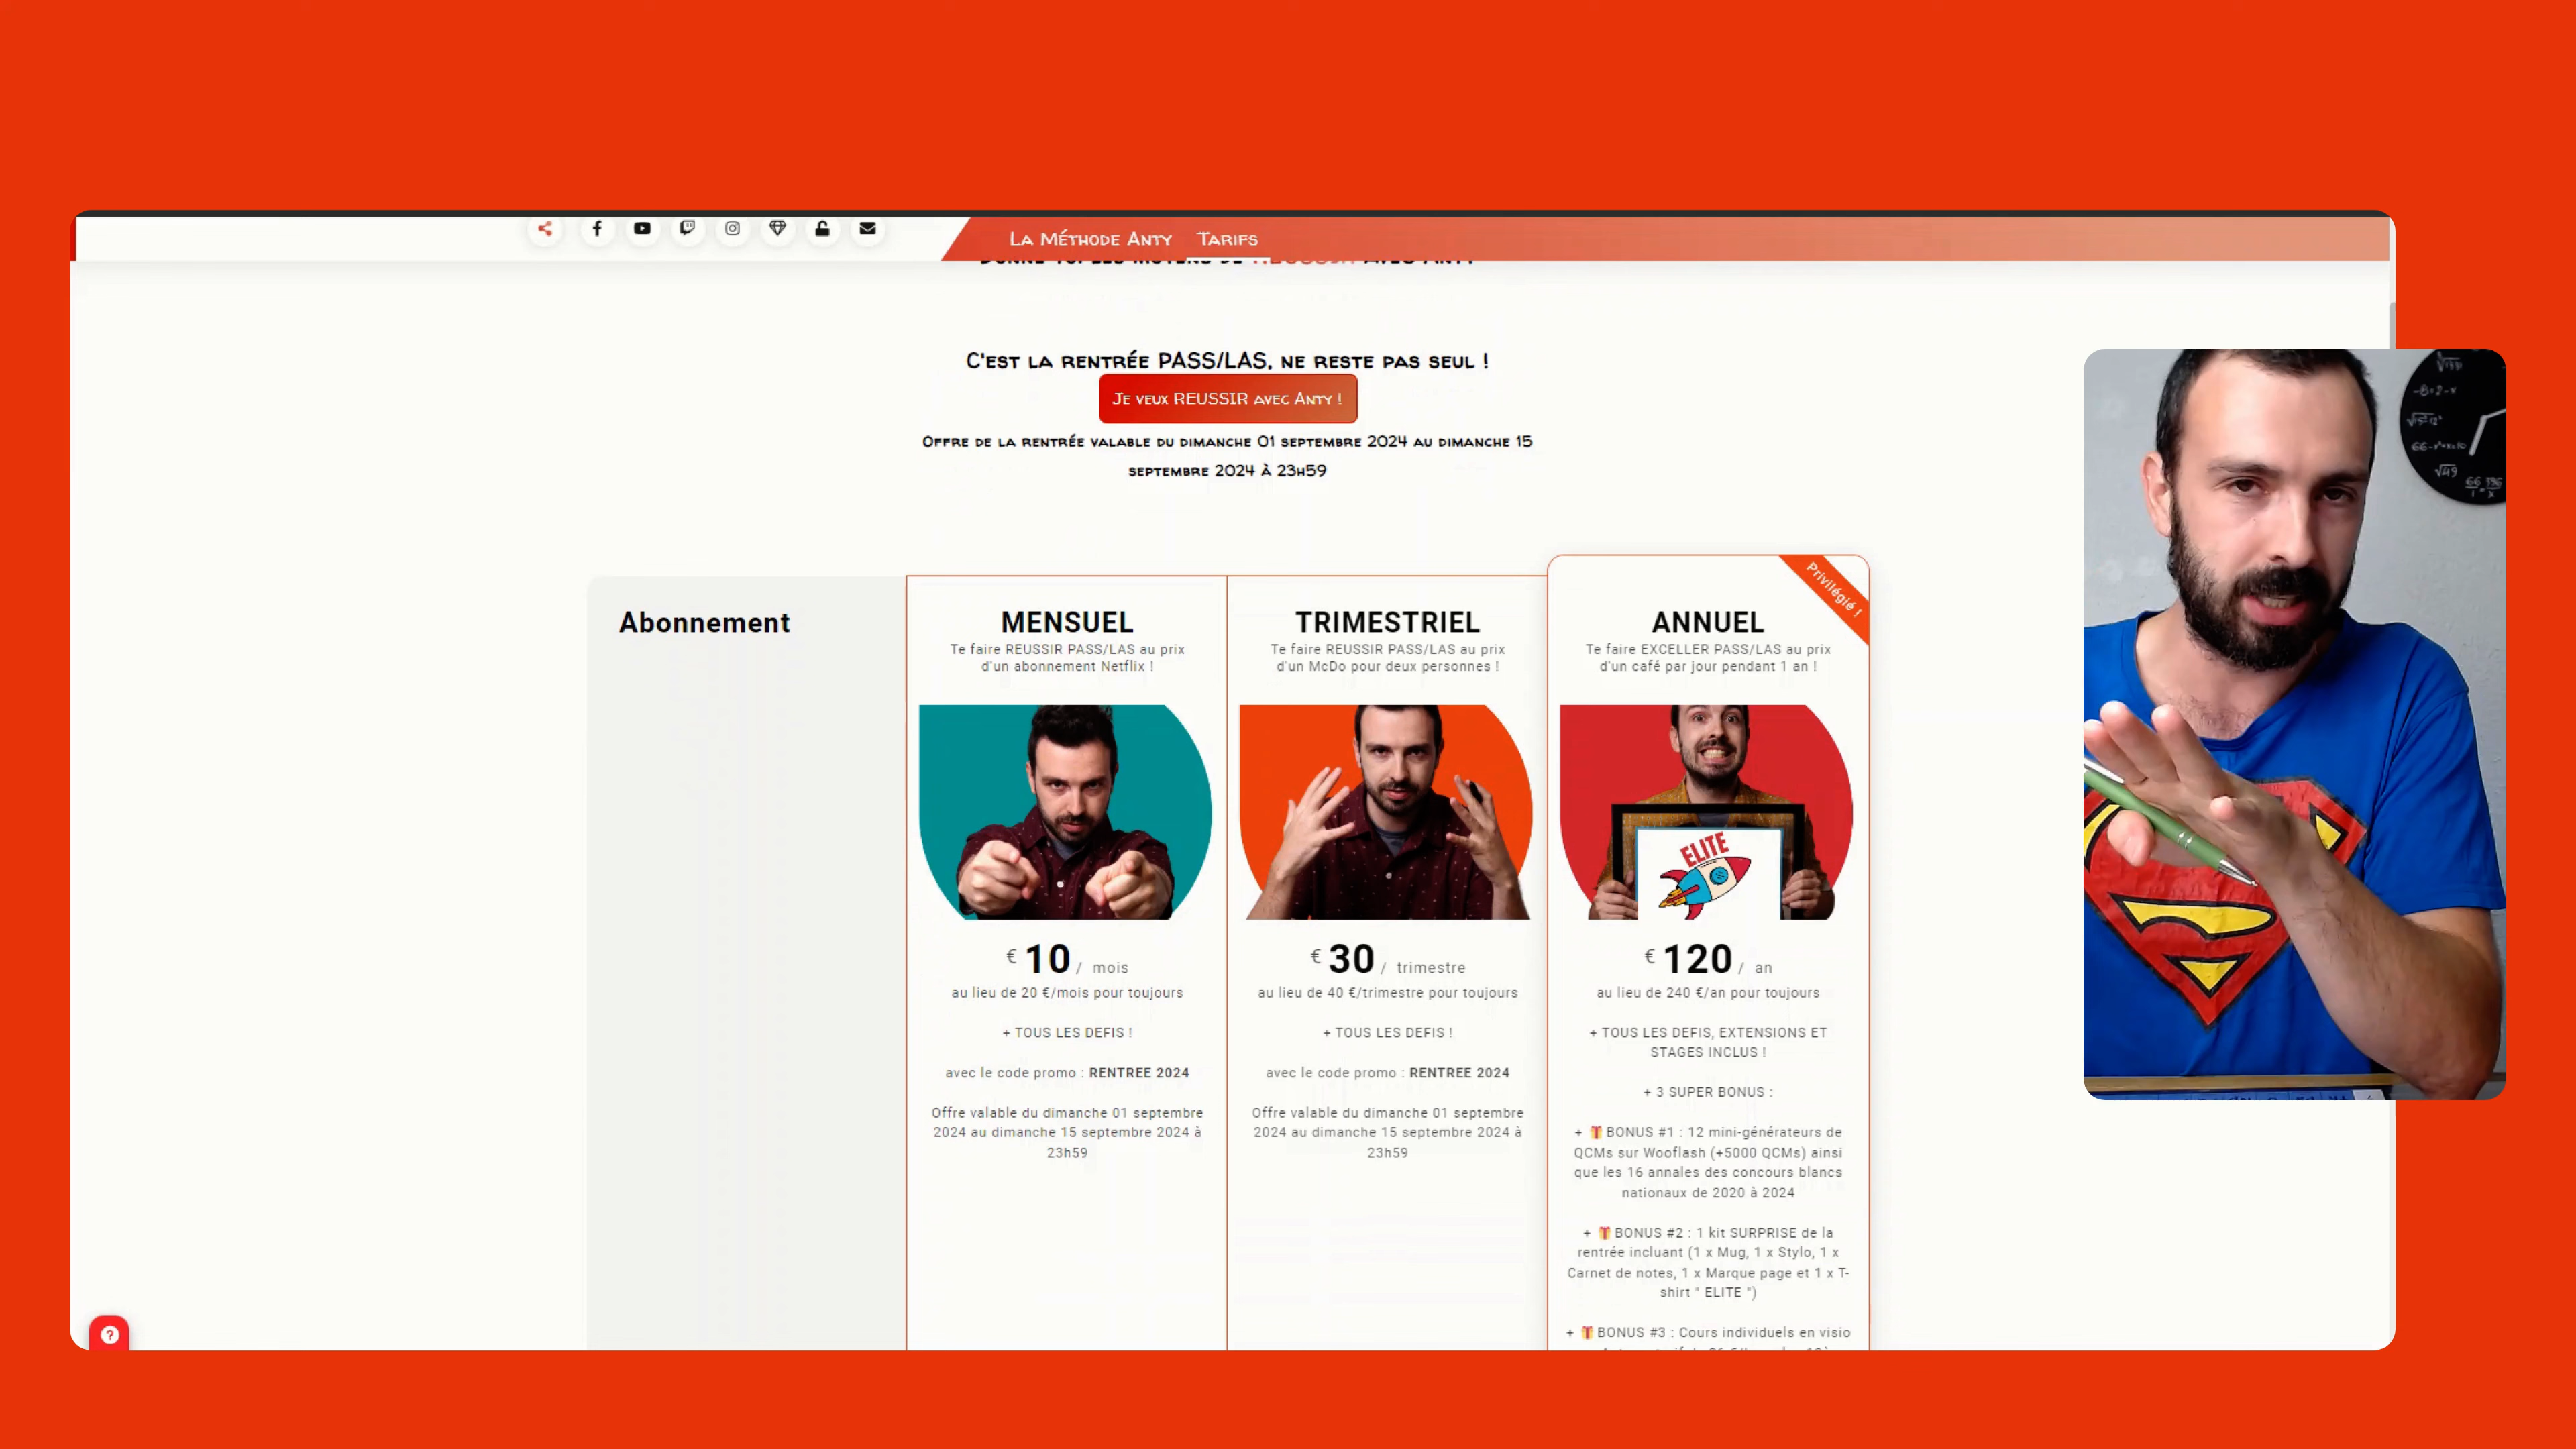 La Méthode Anty Tarifs
C'est la rentrée PASS/LAS, ne reste pas seul !
Je veux REUSSIR avec Anty !
Offre de la rentrée valable du dimanche 01 septembre 2024 au dimanche 15
septembre 2024 à 23h59
Privilégié !
Abonnement
MENSUEL
Te faire REUSSIR PASS/LAS au prix
d'un abonnement Netflix !
€ 10 / mois
au lieu de 20 €/mois pour toujours
+ TOUS LES DEFIS !
avec le code promo : RENTREE 2024
Offre valable du dimanche 01 septembre
2024 au dimanche 15 septembre 2024 à
23h59
TRIMESTRIEL
Te faire REUSSIR PASS/LAS au prix
d'un McDo pour deux personnes !
€ 30 / trimestre
au lieu de 40 €/trimestre pour toujours
+ TOUS LES DEFIS !
avec le code promo : RENTREE 2024
Offre valable du dimanche 01 septembre
2024 au dimanche 15 septembre 2024 à
23h59
ANNUEL
Te faire EXCELLER PASS/LAS au prix
d'un café par jour pendant 1 an !
ELITE
€ 120 / an
au lieu de 240 €/an pour toujours
+ TOUS LES DEFIS, EXTENSIONS ET
STAGES INCLUS !
+ 3 SUPER BONUS :
+ 🎁 BONUS #1 : 12 mini-générateurs de
QCMs sur Wooflash (+5000 QCMs) ainsi
que les 16 annales des concours blancs
nationaux de 2020 à 2024
+ 🎁 BONUS #2 : 1 kit SURPRISE de la
rentrée incluant (1 x Mug, 1 x Stylo, 1 x
Carnet de notes, 1 x Marque page et 1 x T-
shirt " ELITE ")
+ 🎁 BONUS #3 : Cours individuels en visio